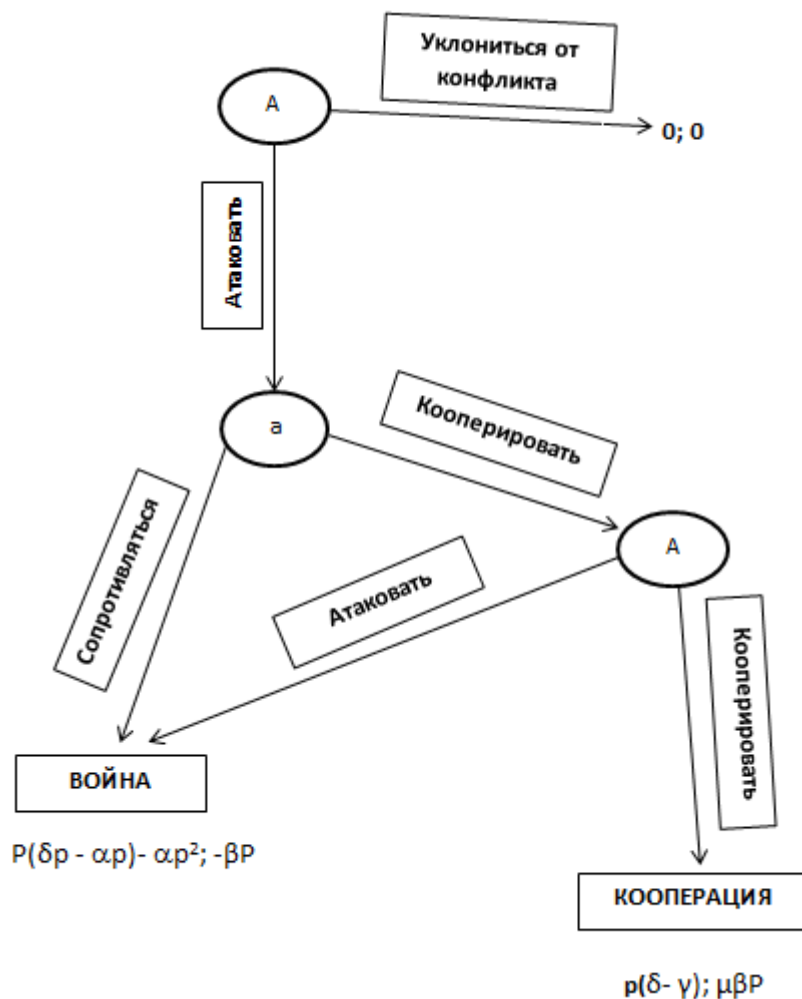 Уклониться от
конфликта
А
0; 0
Атаковать
а
Кооперировать
А
Сопротивляться
Атаковать
Кооперировать
ВОЙНА
P(δp - αp)- αp²; -βP
КООПЕРАЦИЯ
p(δ- γ); μβP